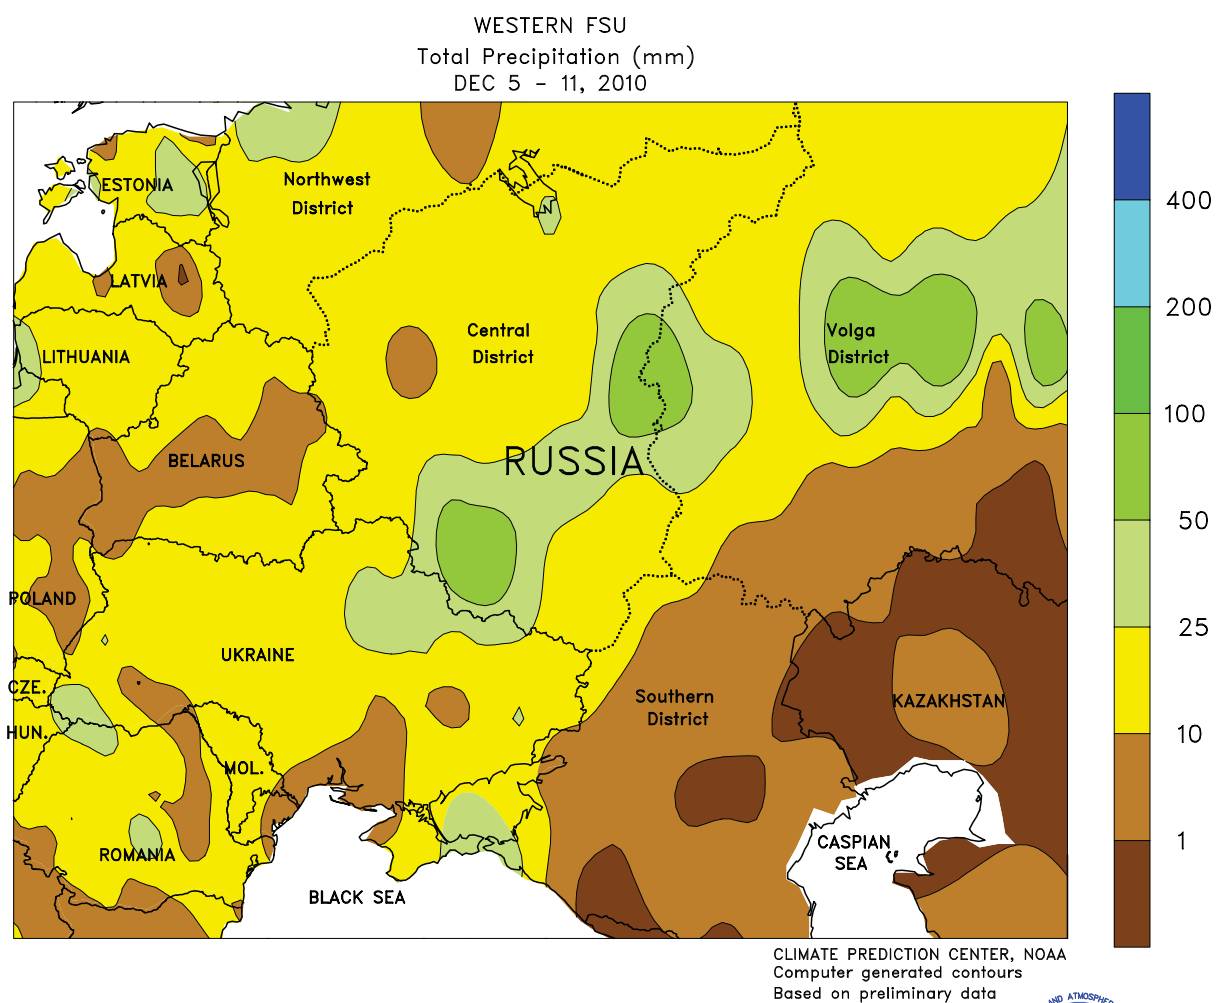 WESTERN FSU
Total Precipitation (mm)
DEC 5 - 11, 2010
Northwest
District
ESTONIA
N
LATVIA
Central
District
Volga
District
LITHUANIA
RUSSIA
BELARUS
POLAND
UKRAINE
CZE.
Southern
District
KAZAKHSTAN
HUN.
MOL.
ROMANIA
CASPIAN
SEA
BLACK SEA
400
200
100
50
25
10
1
CLIMATE PREDICTION CENTER, NOAA
Computer generated contours
Based on preliminary data
AND ATMOSPHER